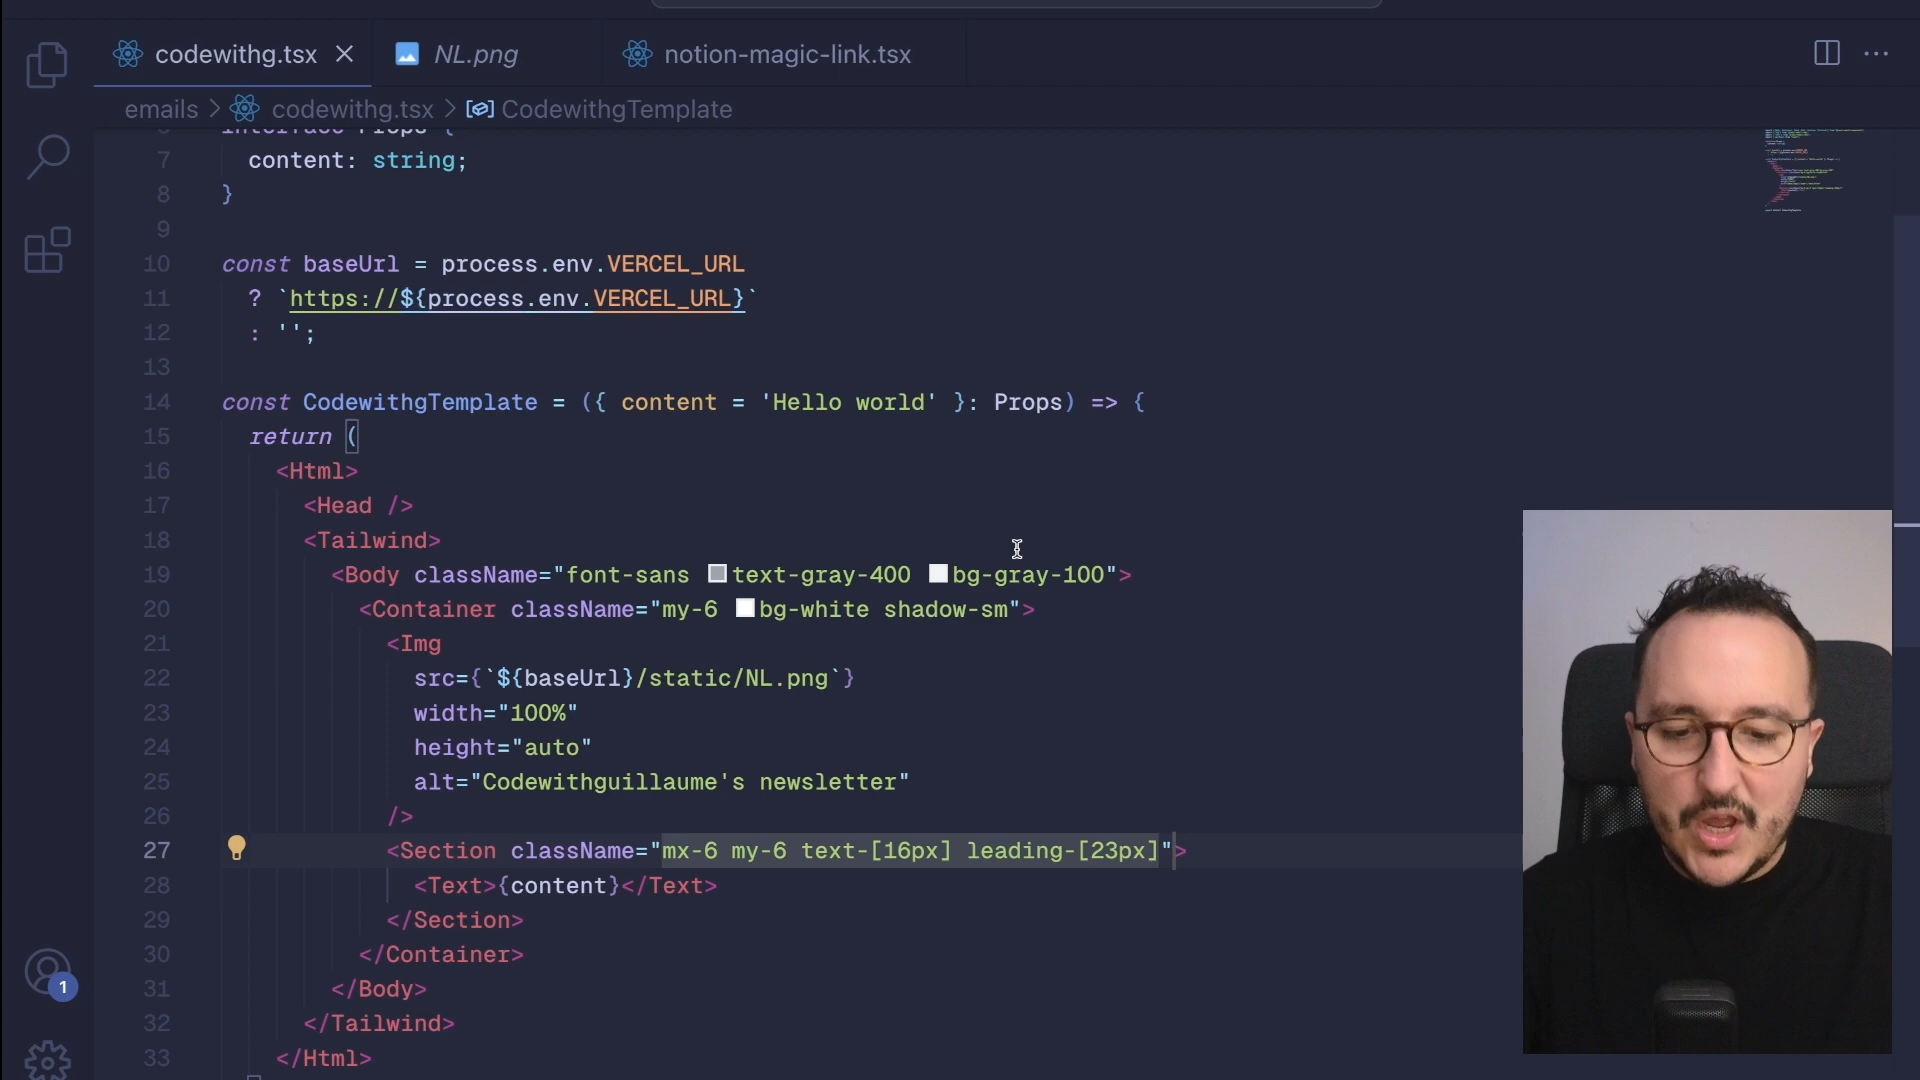 codewithg.tsx
NL.png
notion-magic-link.tsx
emails > codewithg.tsx > CodewithgTemplate
interface Props {
7 content: string;
8 }
9
10 const baseUrl = process.env.VERCEL_URL
11 ? `https://${process.env.VERCEL_URL}`
12 : '';
13
14 const CodewithgTemplate = ({ content = 'Hello world' }: Props) => {
15 return (
16 <Html>
17 <Head />
18 <Tailwind>
19 <Body className="font-sans text-gray-400 bg-gray-100">
20 <Container className="my-6 bg-white shadow-sm">
21 <Img
22 src={`${baseUrl}/static/NL.png`}
23 width="100%"
24 height="auto"
25 alt="Codewithguillaume's newsletter"
26 />
27 <Section className="mx-6 my-6 text-[16px] leading-[23px]">
28 <Text>{content}</Text>
29 </Section>
30 </Container>
31 </Body>
32 </Tailwind>
33 </Html>
1